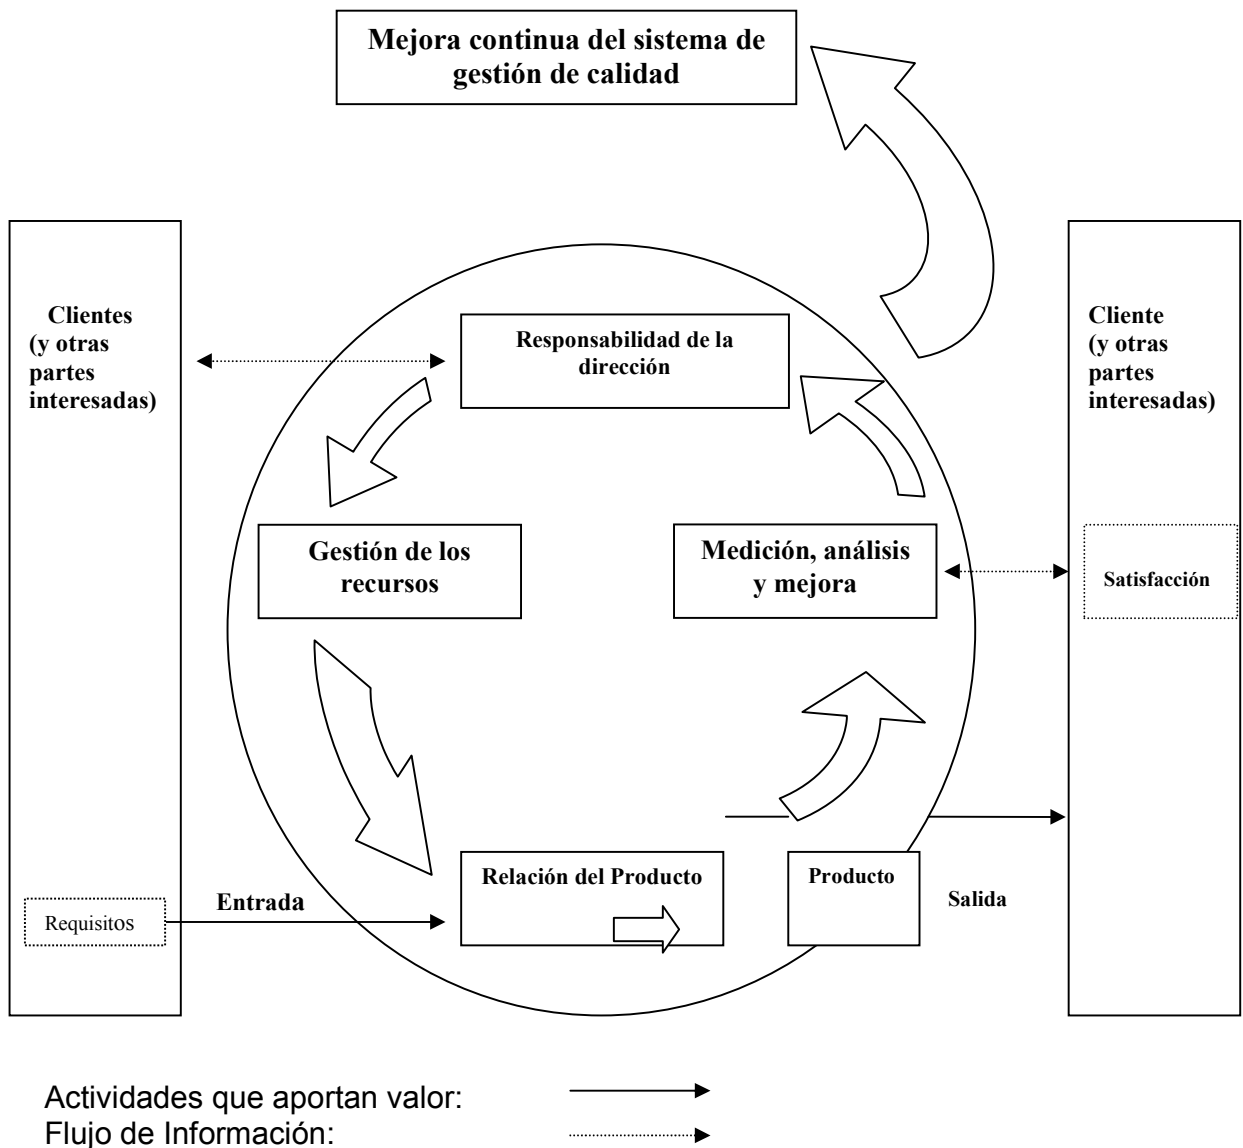 Mejora continua del sistema de
gestión de calidad
Clientes
(y otras
partes
interesadas)
Responsabilidad de la
dirección
Cliente
(y otras
partes
interesadas)
Gestión de los
recursos
Medición, análisis
y mejora
Satisfacción
Requisitos
Entrada
Relación del Producto
Producto
Salida
Actividades que aportan valor:
Flujo de Información: